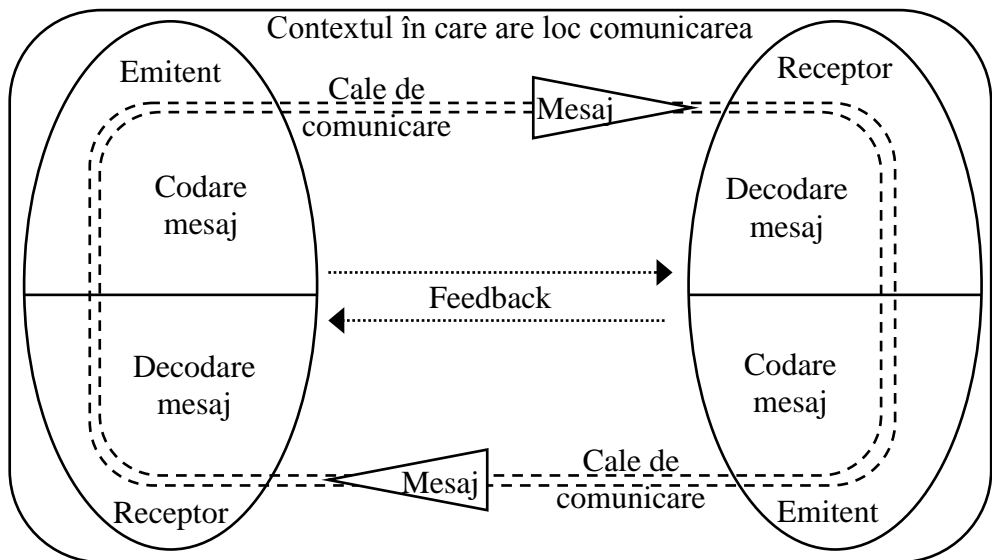 Contextul în care are loc comunicarea
Emitent
Receptor
Cale de
comunicare
Mesaj
Codare
mesaj
Decodare
mesaj
Feedback
Decodare
mesaj
Codare
mesaj
Mesaj
Cale de
comunicare
Receptor
Emitent